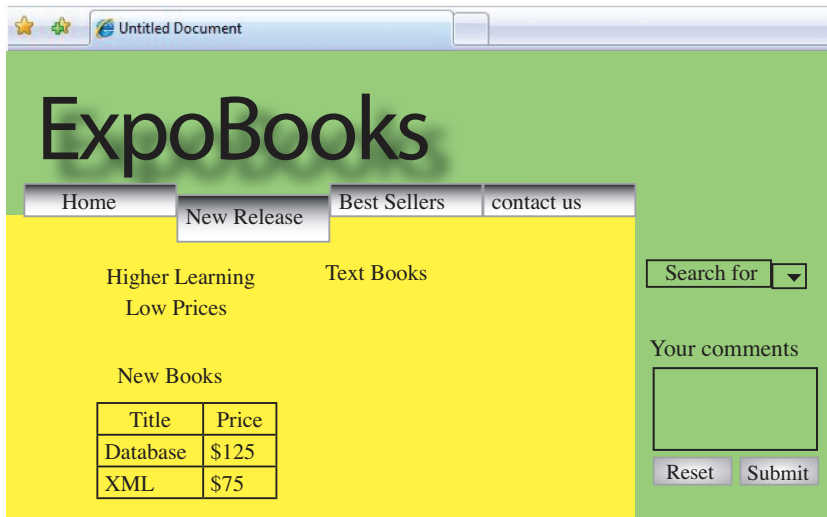 Untitled Document
ExpoBooks
Home
New Release
Best Sellers
contact us
Higher Learning
Low Prices
Text Books
Search for
Your comments
New Books
Title Price
Database $125
XML $75
Reset Submit